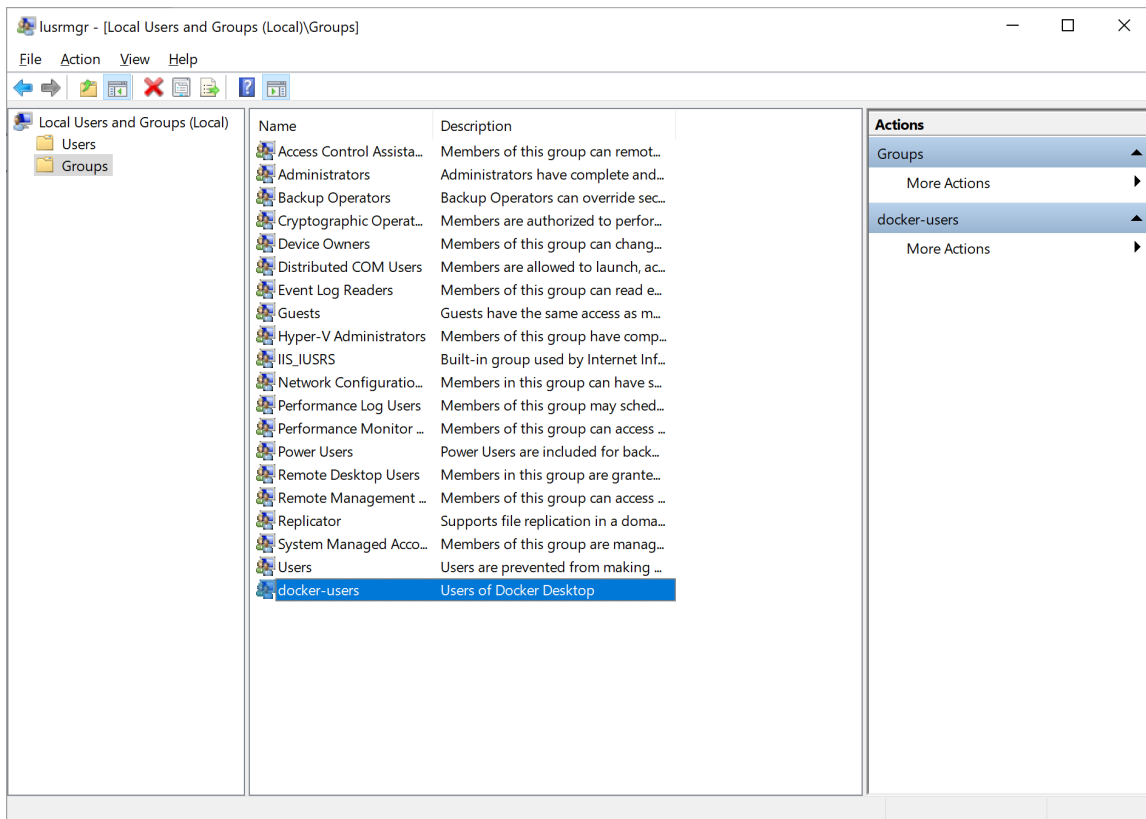 lusrmgr - [Local Users and Groups (Local)\Groups]
File Action View Help
Local Users and Groups (Local)
Users
Groups
Name Description
Access Control Assista... Members of this group can remot...
Administrators Administrators have complete and...
Backup Operators Backup Operators can override sec...
Cryptographic Operat... Members are authorized to perfor...
Device Owners Members of this group can chang...
Distributed COM Users Members are allowed to launch, ac...
Event Log Readers Members of this group can read e...
Guests Guests have the same access as m...
Hyper-V Administrators Members of this group have comp...
IIS_IUSRS Built-in group used by Internet Inf...
Network Configuratio... Members in this group can have s...
Performance Log Users Members of this group may sched...
Performance Monitor ... Members of this group can access ...
Power Users Power Users are included for back...
Remote Desktop Users Members in this group are grante...
Remote Management ... Members of this group can access ...
Replicator Supports file replication in a doma...
System Managed Acco... Members of this group are manag...
Users Users are prevented from making ...
docker-users Users of Docker Desktop
Actions
Groups
More Actions
docker-users
More Actions